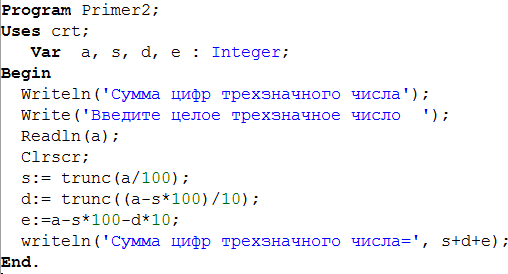 Program Primer2;
Uses crt;
Var a, s, d, e : Integer;
Begin
Writeln('Сумма цифр трехзначного числа');
Write('Введите целое трехзначное число  ');
Readln(a);
Clrscr;
s:= trunc(a/100);
d:= trunc((a-s*100)/10);
e:=a-s*100-d*10;
writeln('Сумма цифр трехзначного числа=', s+d+e);
End.